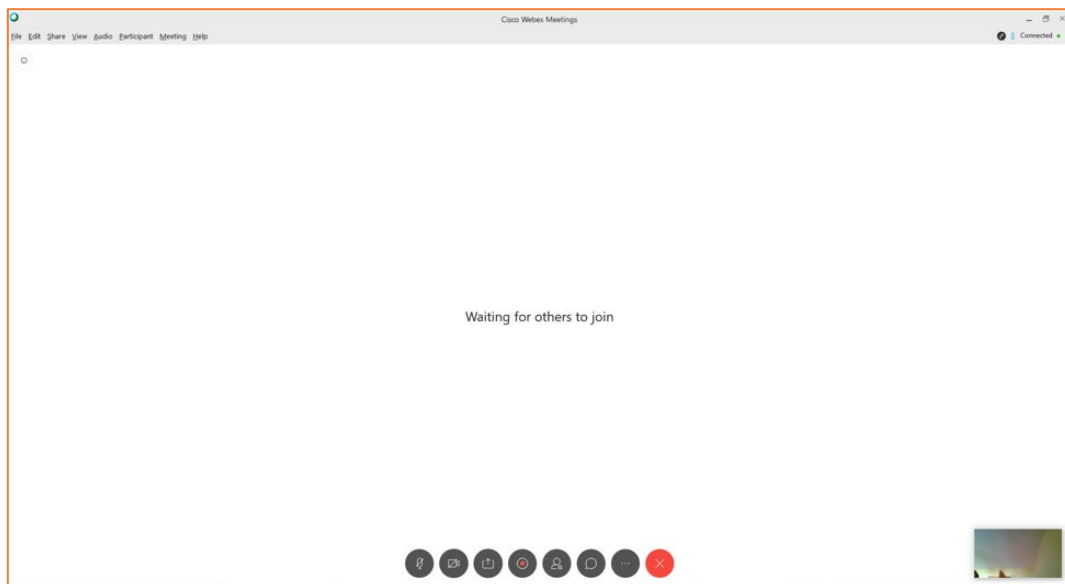 Cisco Webex Meetings
File Edit Share View Audio Participant Meeting Help
Connected
Waiting for others to join